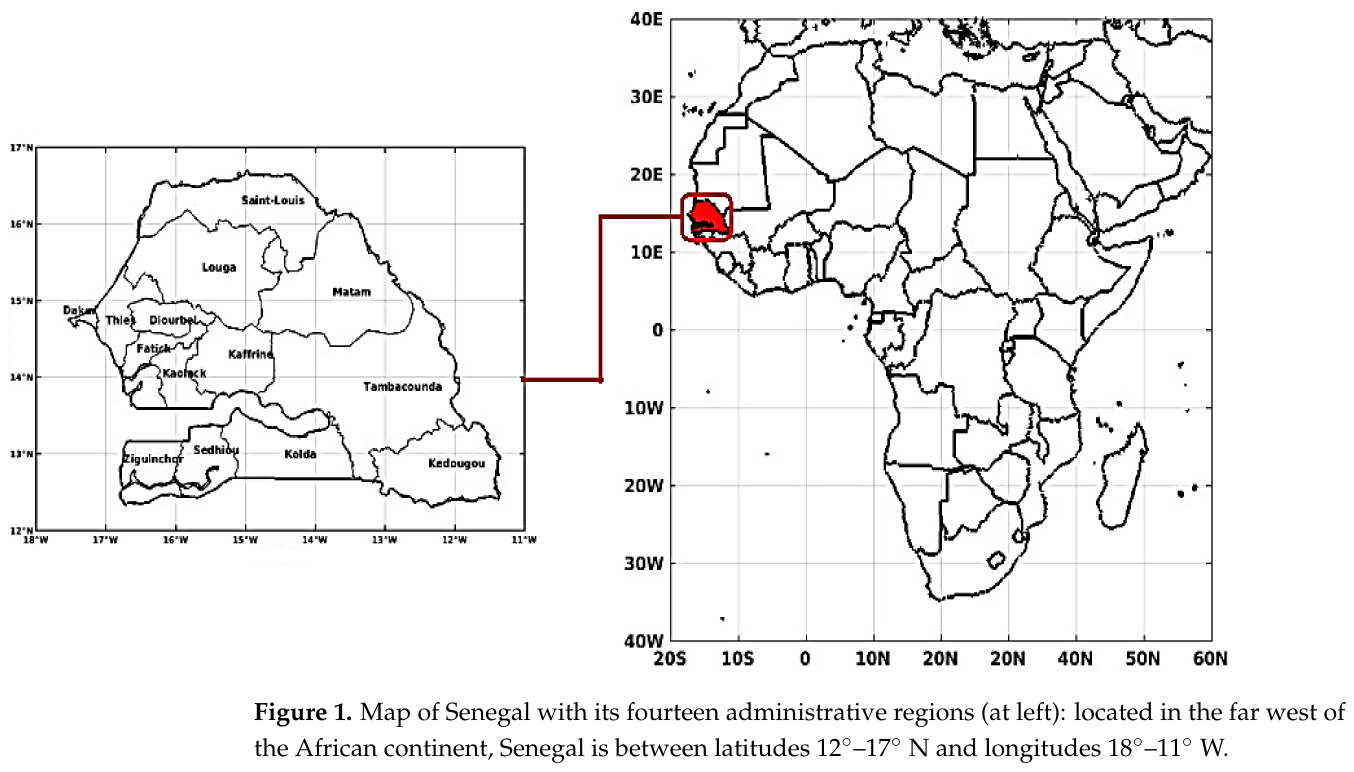 17°N
16°N
15°N
14°N
13°N
12°N
18°W 17°W 16°W 15°W 14°W 13°W 12°W 11°W
Saint-Louis
Louga
Matam
Dakar
Thies
Diourbel
Fatick
Kaffrine
Kaolack
Tambacounda
Sedhiou
Kolda
Ziguinchor
Kedougou
40E
30E
20E
10E
0
10W
20W
30W
40W
20S 10S 0 10N 20N 20N 30N 40N 50N 60N
Figure 1. Map of Senegal with its fourteen administrative regions (at left): located in the far west of
the African continent, Senegal is between latitudes 12°–17° N and longitudes 18°–11° W.